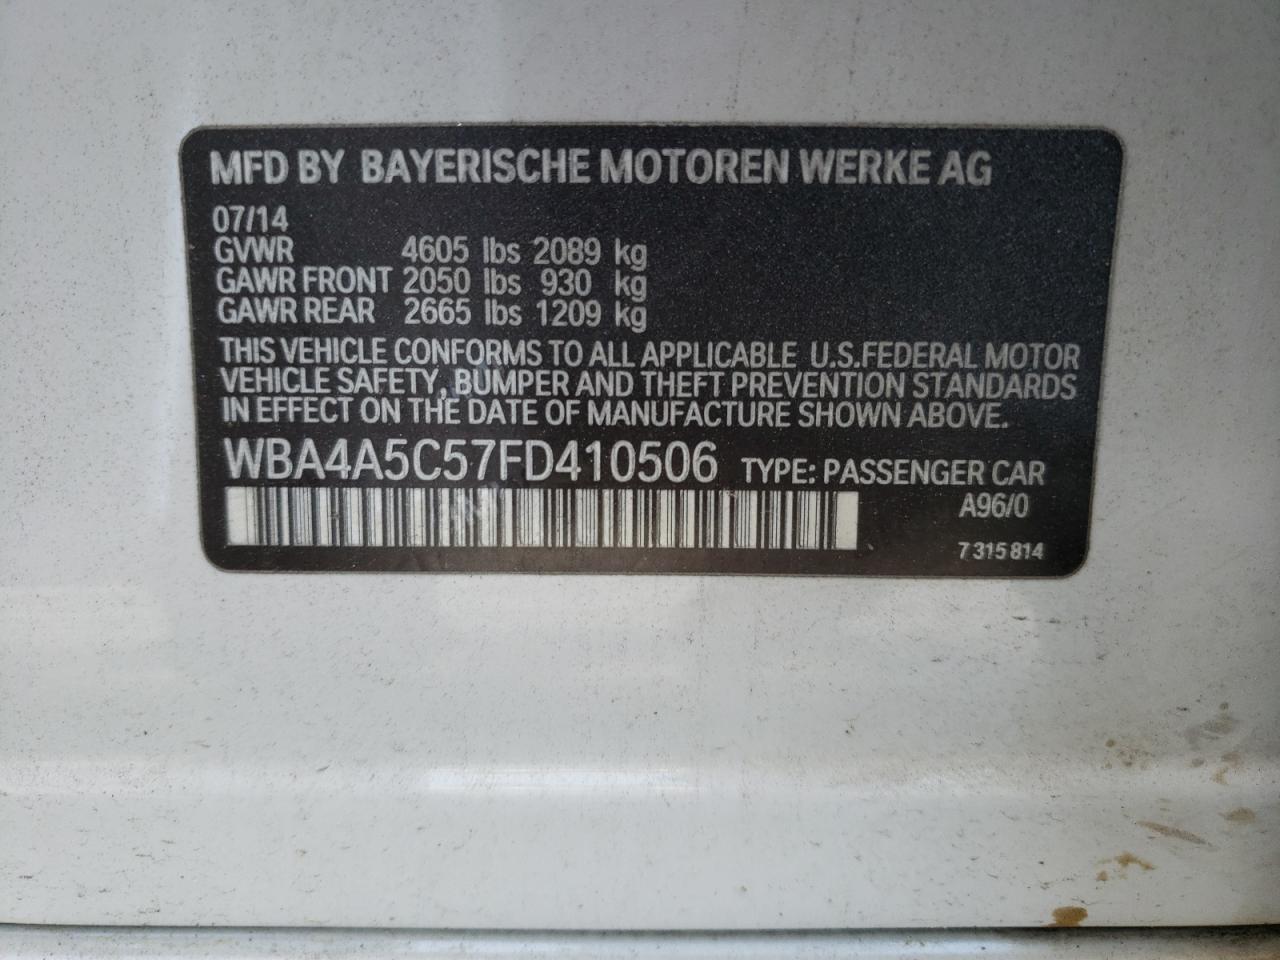 MFD BY BAYERISCHE MOTOREN WERKE AG
07/14
GVWR 4605 lbs 2089 kg
GAWR FRONT 2050 lbs 930 kg
GAWR REAR 2665 lbs 1209 kg
THIS VEHICLE CONFORMS TO ALL APPLICABLE U.S.FEDERAL MOTOR
VEHICLE SAFETY, BUMPER AND THEFT PREVENTION STANDARDS
IN EFFECT ON THE DATE OF MANUFACTURE SHOWN ABOVE.
WBA4A5C57FD410506 TYPE: PASSENGER CAR
A96/0
7 315 814